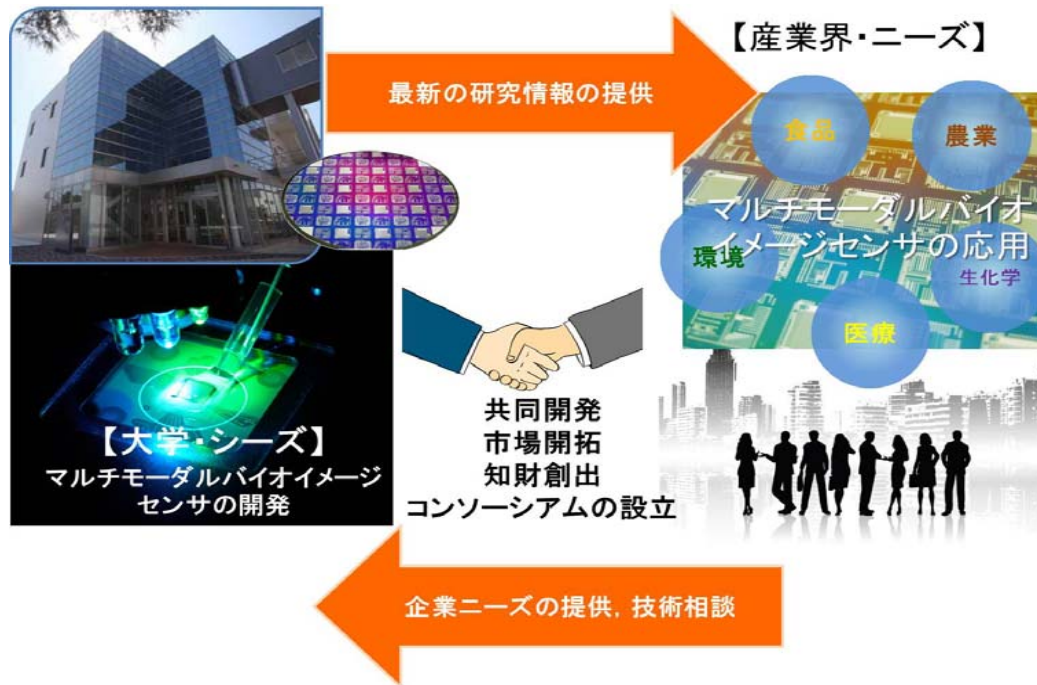 【産業界・ニーズ】
最新の研究情報の提供
食品
農業
マルチモーダルバイオ
イメージセンサの応用
環境
生化学
医療
【大学・シーズ】
マルチモーダルバイオイメージ
センサの開発
共同開発
市場開拓
知財創出
コンソーシアムの設立
企業ニーズの提供，技術相談